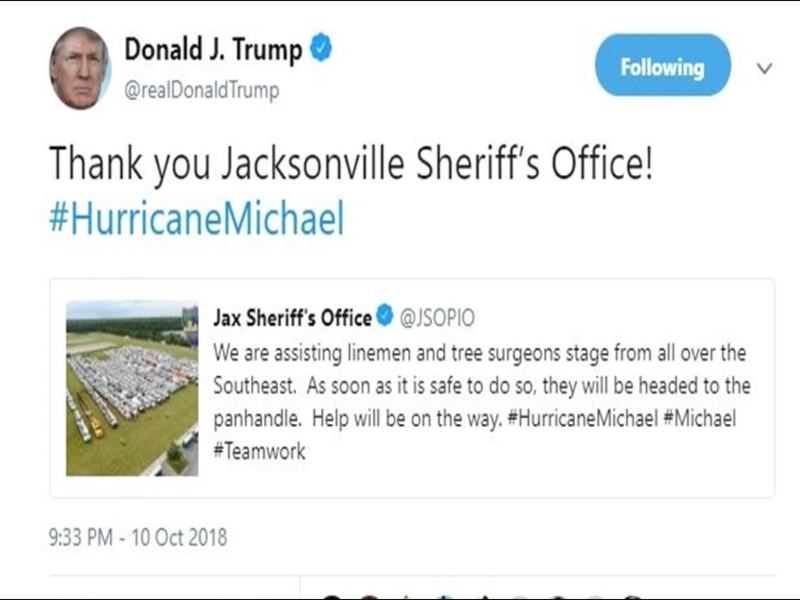 Donald J. Trump
@realDonaldTrump
Following
Thank you Jacksonville Sheriff's Office!
#HurricaneMichael
Jax Sheriff's Office @JSOPIO
We are assisting linemen and tree surgeons stage from all over the
Southeast. As soon as it is safe to do so, they will be headed to the
panhandle. Help will be on the way. #HurricaneMichael #Michael
#Teamwork
9:33 PM - 10 Oct 2018